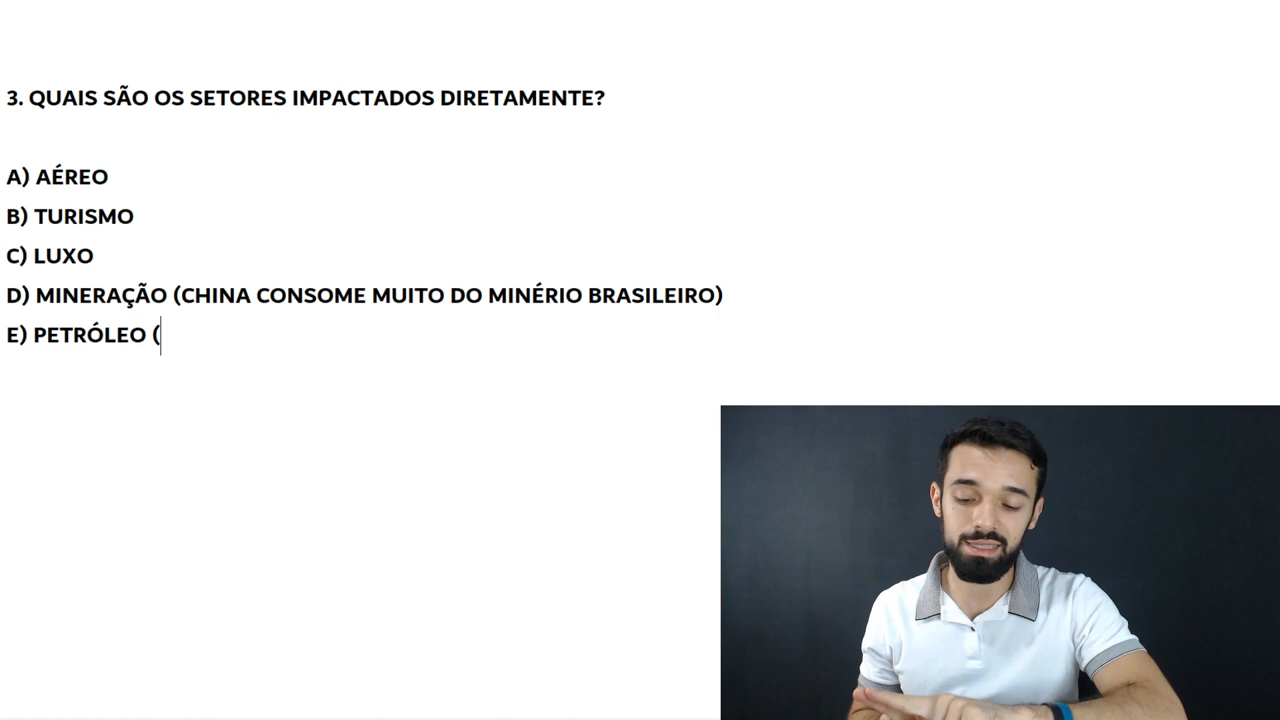 3. QUAIS SÃO OS SETORES IMPACTADOS DIRETAMENTE?
A) AÉREO
B) TURISMO
C) LUXO
D) MINERAÇÃO (CHINA CONSOME MUITO DO MINÉRIO BRASILEIRO)
E) PETRÓLEO (